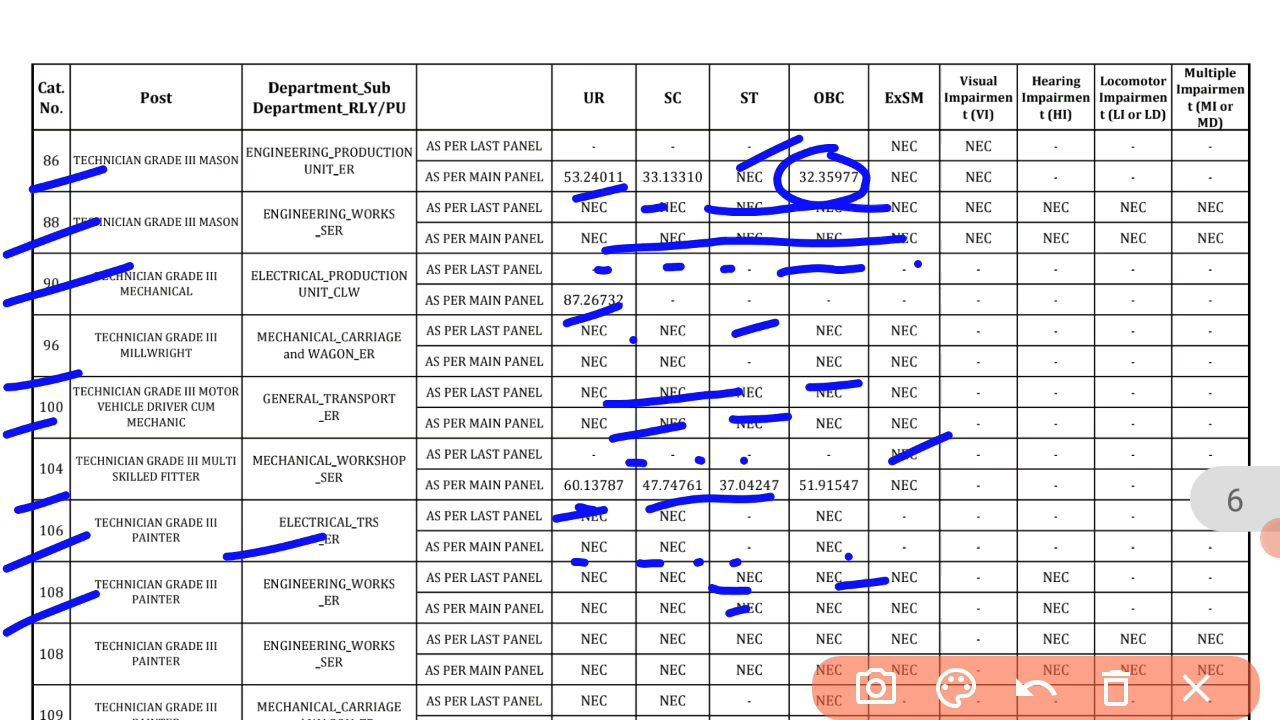 Cat. No. Post Department_Sub Department_RLY/PU UR SC ST OBC ExSM Visual Impairmen t (VI) Hearing Impairmen t (HI) Locomotor Impairmen t (LI or LD) Multiple Impairmen t (MI or MD)
86 TECHNICIAN GRADE III MASON ENGINEERING_PRODUCTION UNIT_ER AS PER LAST PANEL - - - - NEC NEC - - -
AS PER MAIN PANEL 53.24011 33.13310 NEC 32.35977 NEC NEC - - -
88 TECHNICIAN GRADE III MASON ENGINEERING_WORKS _SER AS PER LAST PANEL NEC NEC NEC NEC NEC NEC NEC NEC NEC
AS PER MAIN PANEL NEC NEC NEC NEC NEC NEC NEC NEC NEC
90 TECHNICIAN GRADE III MECHANICAL ELECTRICAL_PRODUCTION UNIT_CLW AS PER LAST PANEL - - - - - - - - -
AS PER MAIN PANEL 87.26732 - - - - - - - -
96 TECHNICIAN GRADE III MILLWRIGHT MECHANICAL_CARRIAGE and WAGON_ER AS PER LAST PANEL NEC NEC NEC NEC - - - -
AS PER MAIN PANEL NEC NEC - NEC NEC - - - -
100 TECHNICIAN GRADE III MOTOR VEHICLE DRIVER CUM MECHANIC GENERAL_TRANSPORT _ER AS PER LAST PANEL NEC NEC NEC NEC NEC - - - -
AS PER MAIN PANEL NEC NEC NEC NEC NEC - - - -
104 TECHNICIAN GRADE III MULTI SKILLED FITTER MECHANICAL_WORKSHOP _SER AS PER LAST PANEL - - - - NEC - - - -
AS PER MAIN PANEL 60.13787 47.74761 37.04247 51.91547 NEC - - -
106 TECHNICIAN GRADE III PAINTER ELECTRICAL_TRS _ER AS PER LAST PANEL NEC NEC - NEC - - - - -
AS PER MAIN PANEL NEC NEC - NEC - - - - -
108 TECHNICIAN GRADE III PAINTER ENGINEERING_WORKS _ER AS PER LAST PANEL NEC NEC NEC NEC NEC - NEC - -
AS PER MAIN PANEL NEC NEC NEC NEC NEC - NEC - -
108 TECHNICIAN GRADE III PAINTER ENGINEERING_WORKS _SER AS PER LAST PANEL NEC NEC NEC NEC NEC - NEC NEC NEC
AS PER MAIN PANEL NEC NEC NEC NEC NEC - NEC NEC NEC
109 TECHNICIAN GRADE III MECHANICAL_CARRIAGE AS PER LAST PANEL NEC NEC - NEC
6